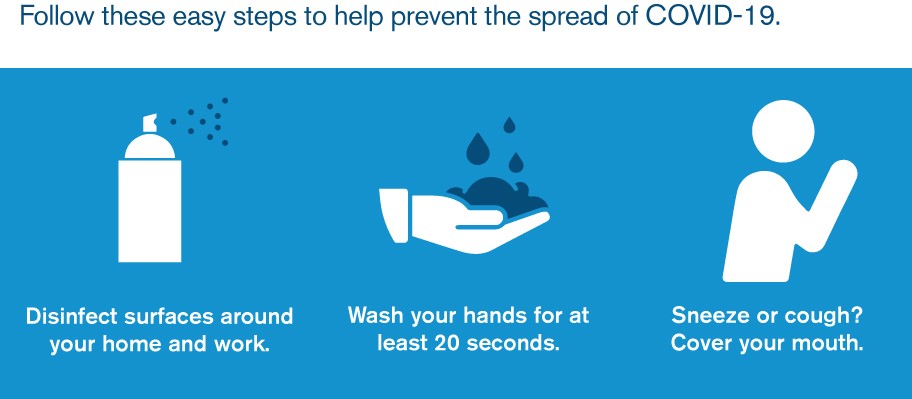 Follow these easy steps to help prevent the spread of COVID-19.
Disinfect surfaces around
your home and work.
Wash your hands for at
least 20 seconds.
Sneeze or cough?
Cover your mouth.